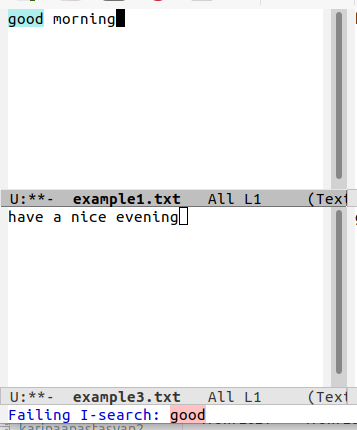 good morning
U:**-  example1.txt   All L1     (Text
have a nice evening
U:**-  example3.txt   All L1     (Text
Failing I-search: good